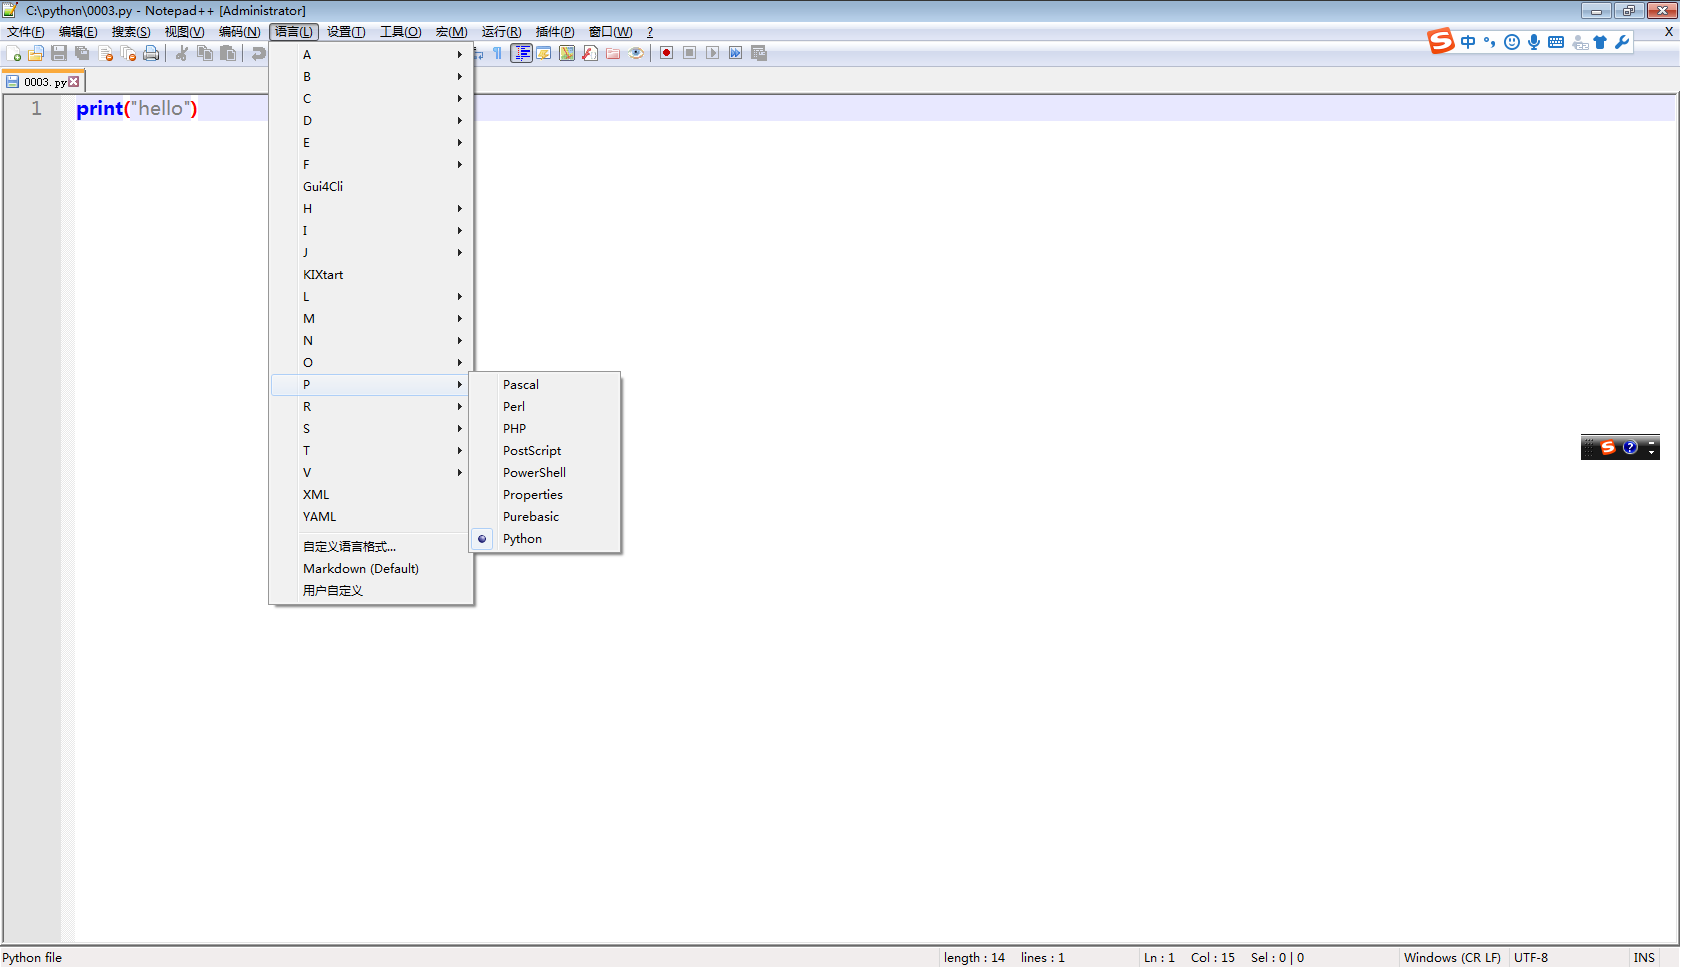 C:\python\0003.py - Notepad++ [Administrator]
文件(F) 编辑(E) 搜索(S) 视图(V) 编码(N) 语言(L) 设置(T) 工具(O) 宏(M) 运行(R) 插件(P) 窗口(W) ? X
中
0003.py
1 print("hello")
A
B
C
D
E
F
Gui4Cli
H
I
J
KIXtart
L
M
N
O
P
R
S
T
V
XML
YAML
自定义语言格式...
Markdown (Default)
用户自定义
Pascal
Perl
PHP
PostScript
PowerShell
Properties
Purebasic
Python
Python file length : 14 lines : 1 Ln : 1 Col : 15 Sel : 0 | 0 Windows (CR LF) UTF-8 INS